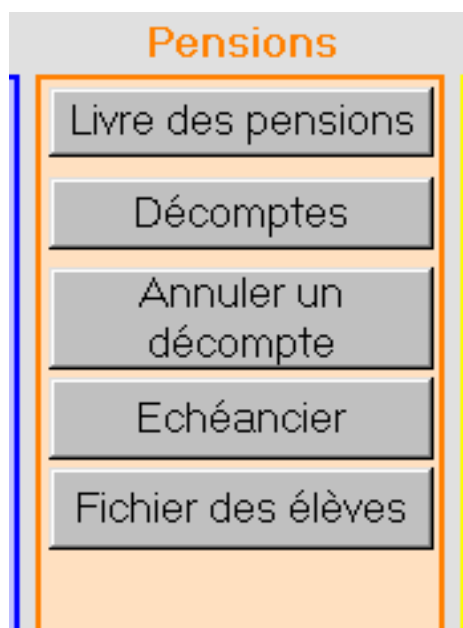 Pensions
Livre des pensions
Décomptes
Annuler un
décompte
Echéancier
Fichier des élèves